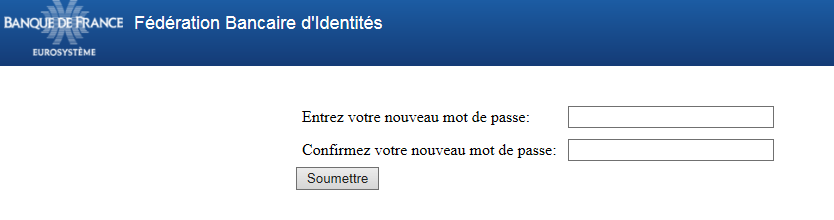 BANQUE DE FRANCE
EUROSYSTÈME
Fédération Bancaire d'Identités
Entrez votre nouveau mot de passe:
Confirmez votre nouveau mot de passe:
Soumettre